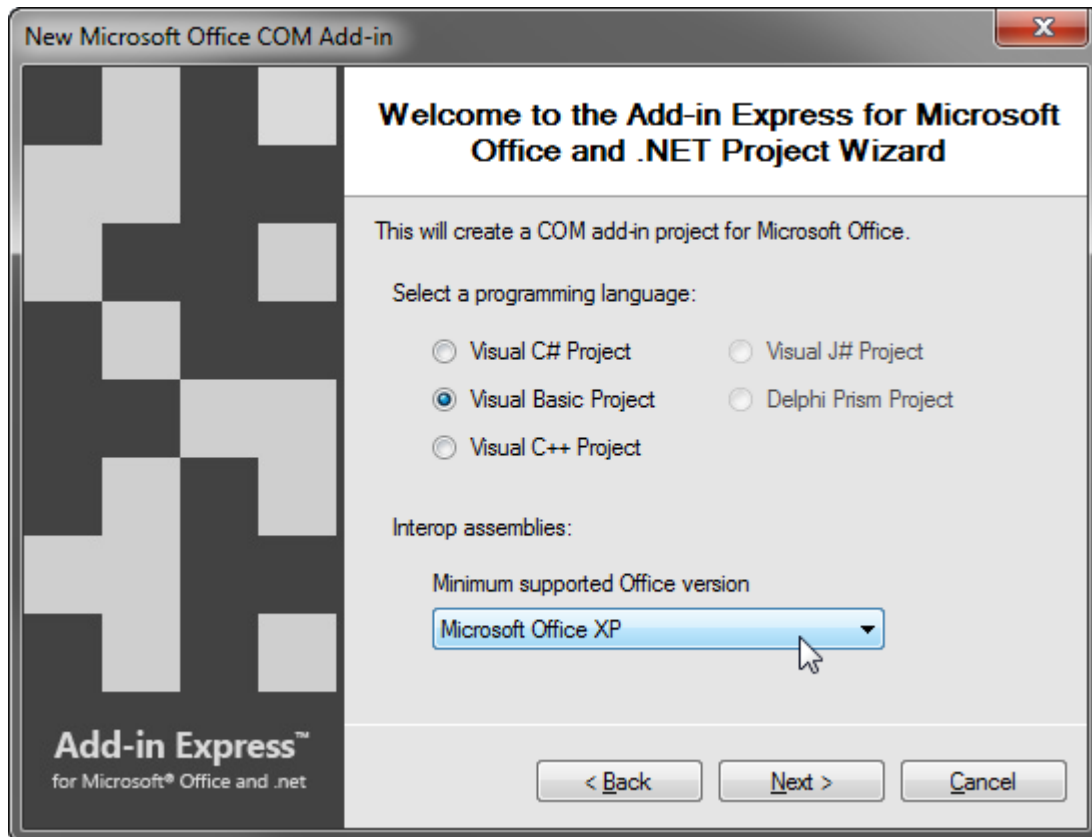 New Microsoft Office COM Add-in
Welcome to the Add-in Express for Microsoft
Office and .NET Project Wizard
This will create a COM add-in project for Microsoft Office.
Select a programming language:
Visual C# Project
Visual J# Project
Visual Basic Project
Delphi Prism Project
Visual C++ Project
Interop assemblies:
Minimum supported Office version
Microsoft Office XP
Add-in Express™
for Microsoft® Office and .net
< Back
Next >
Cancel